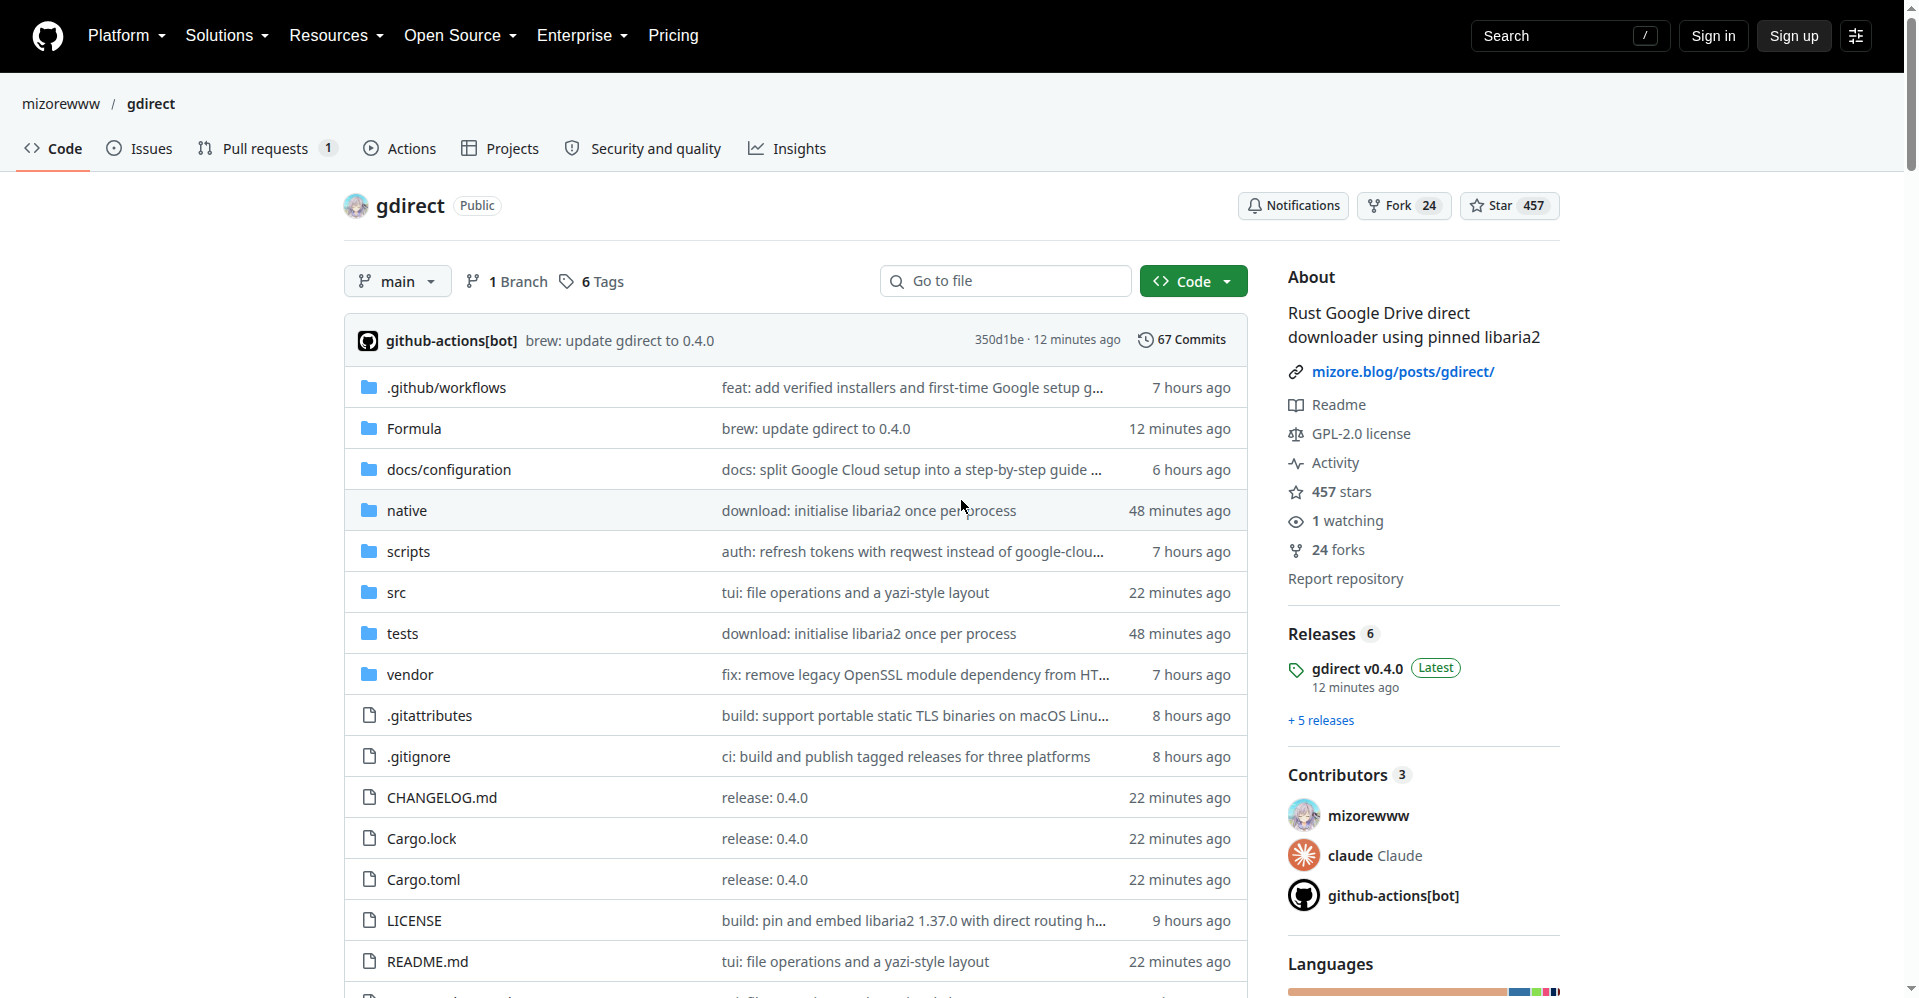 Platform Solutions Resources Open Source Enterprise Pricing Search / Sign in Sign up
mizorewww / gdirect
Code Issues Pull requests 1 Actions Projects Security and quality Insights
gdirect Public Notifications Fork 24 Star 457
main 1 Branch 6 Tags Go to file Code
github-actions[bot] brew: update gdirect to 0.4.0 350d1be · 12 minutes ago 67 Commits
.github/workflows feat: add verified installers and first-time Google setup g... 7 hours ago
Formula brew: update gdirect to 0.4.0 12 minutes ago
docs/configuration docs: split Google Cloud setup into a step-by-step guide ... 6 hours ago
native download: initialise libaria2 once per process 48 minutes ago
scripts auth: refresh tokens with reqwest instead of google-clou... 7 hours ago
src tui: file operations and a yazi-style layout 22 minutes ago
tests download: initialise libaria2 once per process 48 minutes ago
vendor fix: remove legacy OpenSSL module dependency from HT... 7 hours ago
.gitattributes build: support portable static TLS binaries on macOS Linu... 8 hours ago
.gitignore ci: build and publish tagged releases for three platforms 8 hours ago
CHANGELOG.md release: 0.4.0 22 minutes ago
Cargo.lock release: 0.4.0 22 minutes ago
Cargo.toml release: 0.4.0 22 minutes ago
LICENSE build: pin and embed libaria2 1.37.0 with direct routing h... 9 hours ago
README.md tui: file operations and a yazi-style layout 22 minutes ago
About
Rust Google Drive direct
downloader using pinned libaria2
mizore.blog/posts/gdirect/
Readme
GPL-2.0 license
Activity
457 stars
1 watching
24 forks
Report repository
Releases 6
gdirect v0.4.0 Latest
12 minutes ago
+ 5 releases
Contributors 3
mizorewww
claude Claude
github-actions[bot]
Languages